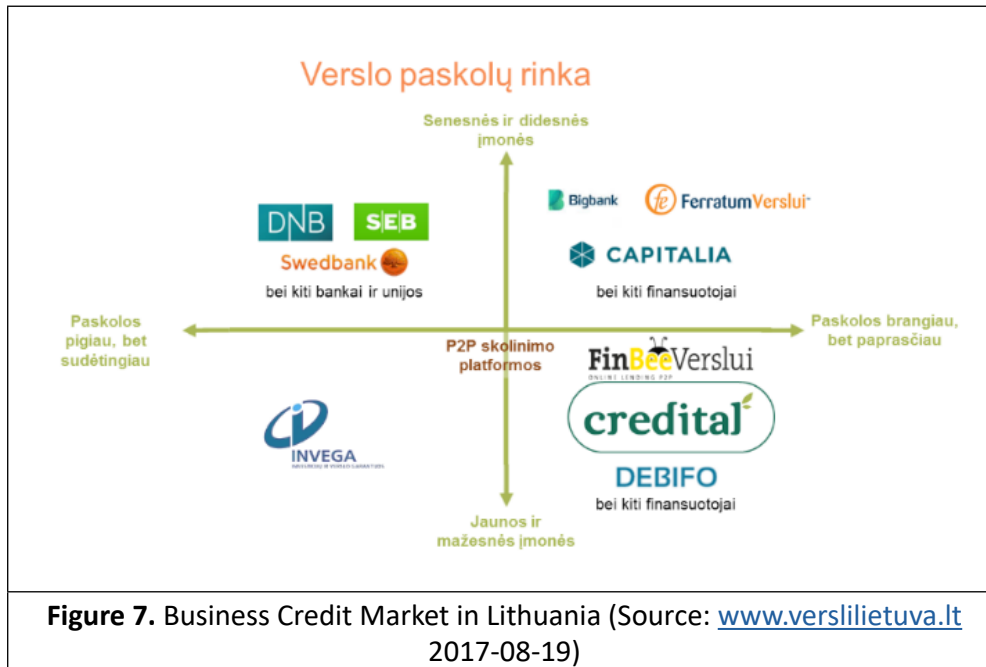 Verslo paskolų rinka
Senesnės ir didesnės
įmonės
DNB
SEB
Swedbank
bei kiti bankai ir unijos
Bigbank
fe FerratumVerslui
CAPITALIA
bei kiti finansuotojai
Paskolos
pigiau, bet
sudėtingiau
Paskolos brangiau,
bet paprasčiau
P2P skolinimo
platformos
INVEGA
FinBeeVerslui
ONLINE LENDING P2P
credital
DEBIFO
bei kiti finansuotojai
Jaunos ir
mažesnės įmonės
Figure 7. Business Credit Market in Lithuania (Source: www.verslilietuva.lt
2017-08-19)